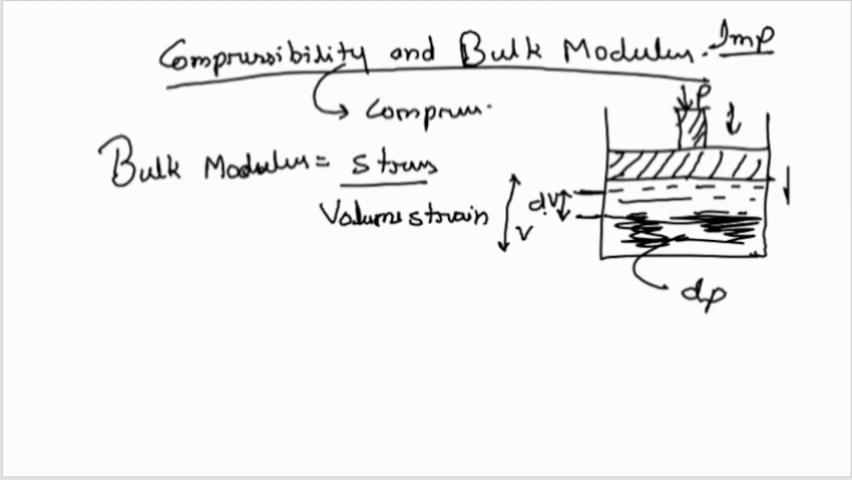 Compressibility and Bulk Modulus. Imp
Compress.
P
Bulk Modulus = stress
Volume strain
dv
V
dp